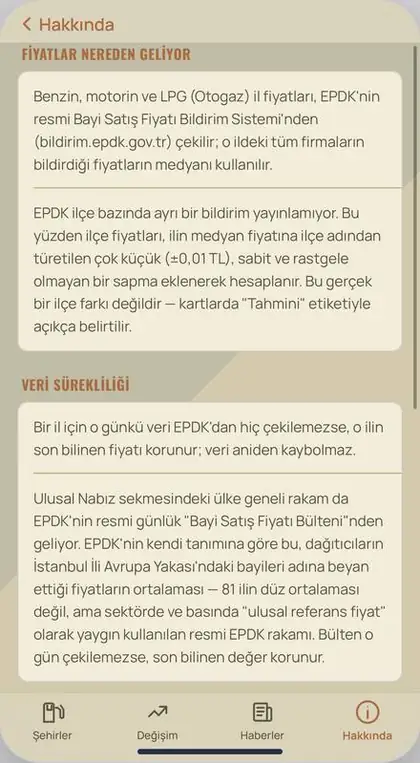 Hakkında
FİYATLAR NEREDEN GELİYOR
Benzin, motorin ve LPG (Otogaz) il fiyatları, EPDK'nin
resmi Bayi Satış Fiyatı Bildirim Sistemi'nden
(bildirim.epdk.gov.tr) çekilir; o ildeki tüm firmaların
bildirdiği fiyatların medyanı kullanılır.
EPDK ilçe bazında ayrı bir bildirim yayınlamıyor. Bu
yüzden ilçe fiyatları, ilin medyan fiyatına ilçe adından
türetilen çok küçük (±0,01 TL), sabit ve rastgele
olmayan bir sapma eklenerek hesaplanır. Bu gerçek
bir ilçe farkı değildir — kartlarda "Tahmini" etiketiyle
açıkça belirtilir.
VERİ SÜREKLİLİĞİ
Bir il için o günkü veri EPDK'dan hiç çekilemezse, o ilin
son bilinen fiyatı korunur; veri aniden kaybolmaz.
Ulusal Nabız sekmesindeki ülke geneli rakam da
EPDK'nin resmi günlük "Bayi Satış Fiyatı Bülteni"nden
geliyor. EPDK'nin kendi tanımına göre bu, dağıtıcıların
İstanbul İli Avrupa Yakası'ndaki bayileri adına beyan
ettiği fiyatların ortalaması — 81 ilin düz ortalaması
değil, ama sektörde ve basında "ulusal referans fiyat"
olarak yaygın kullanılan resmi EPDK rakamı. Bülten o
gün çekilemezse, son bilinen değer korunur.
Şehirler
Değişim
Haberler
Hakkında